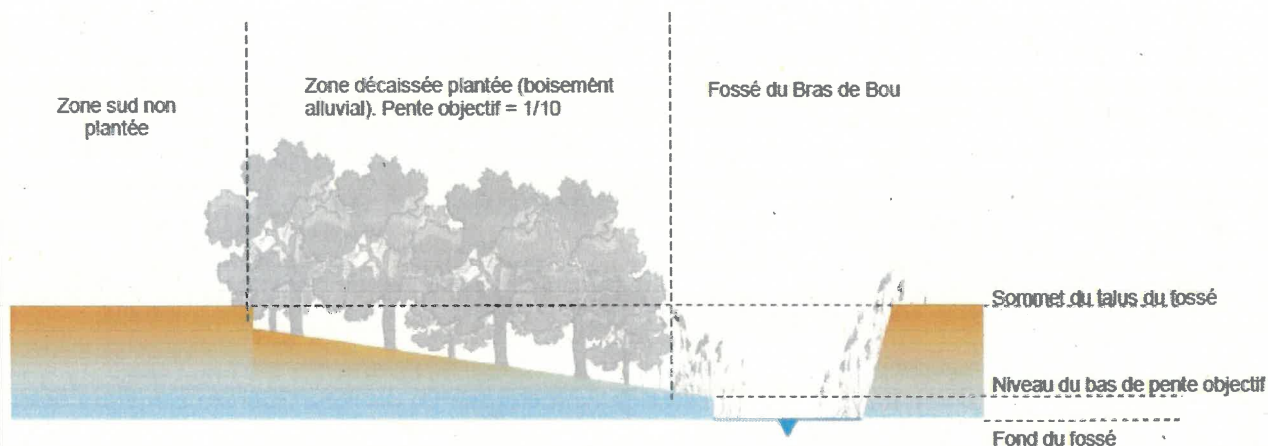 Zone sud non
plantée
Zone décaissée plantée (boisement
alluvial). Pente objectif = 1/10
Fossé du Bras de Bou
Sommet du talus du fossé
Niveau du bas de pente objectif
Fond du fossé